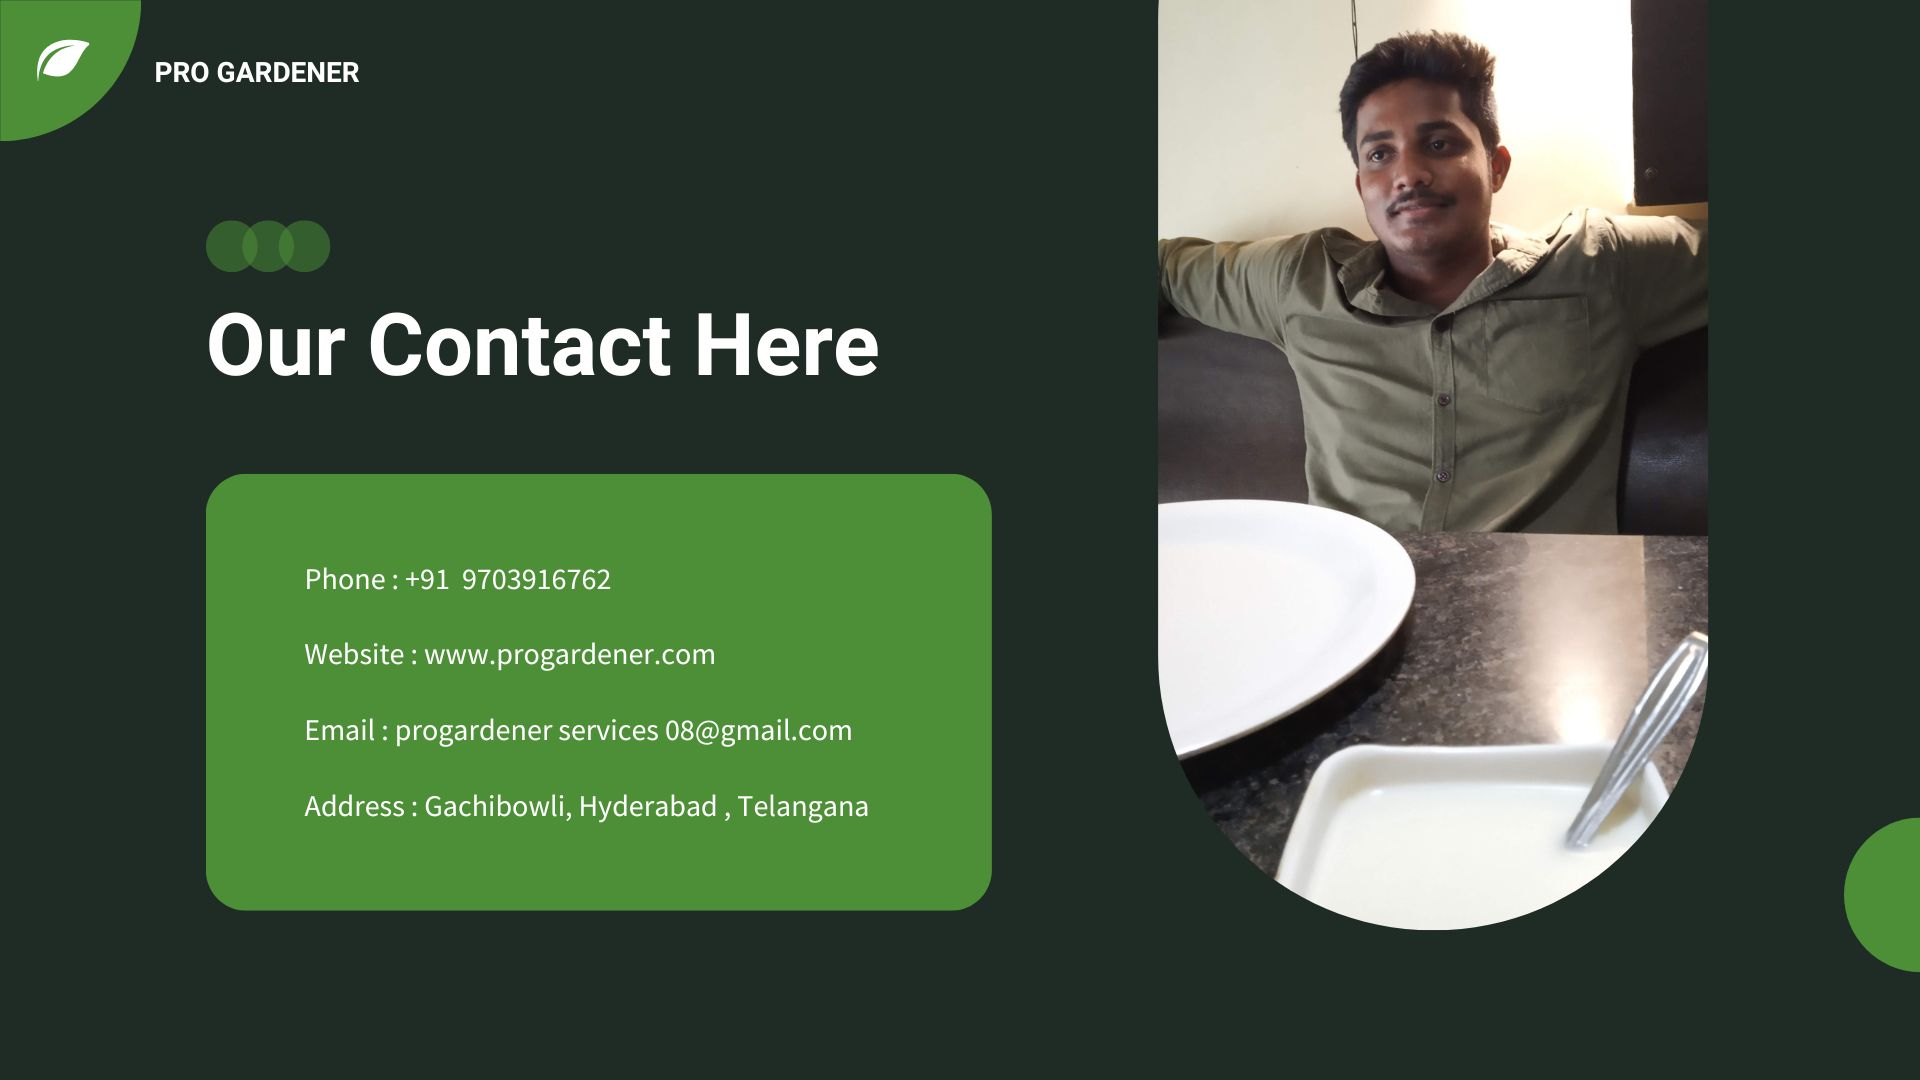 PRO GARDENER
Our Contact Here
Phone : +91  9703916762
Website : www.progardener.com
Email : progardener services 08@gmail.com
Address : Gachibowli, Hyderabad , Telangana